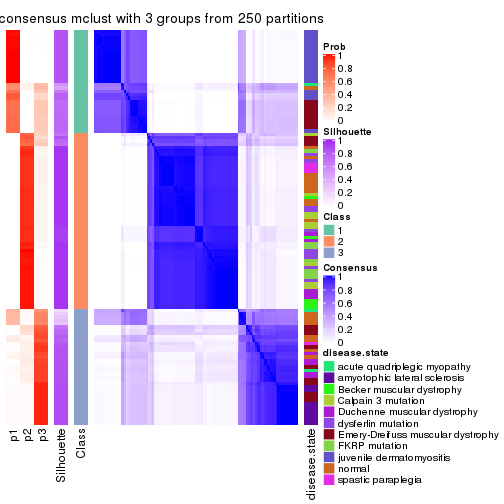 consensus mclust with 3 groups from 250 partitions
Prob
1
0.8
0.6
0.4
0.2
0
Silhouette
1
0.8
0.6
0.4
0.2
0
Class
1
2
3
Consensus
1
0.8
0.6
0.4
0.2
0
disease.state
acute quadriplegic myopathy
amyotophic lateral sclerosis
Becker muscular dystrophy
Calpain 3 mutation
Duchenne muscular dystrophy
dysferlin mutation
Emery-Dreifuss muscular dystrophy
FKRP mutation
juvenile dermatomyositis
normal
spastic paraplegia
p1
p2
p3
Silhouette
Class
disease.state